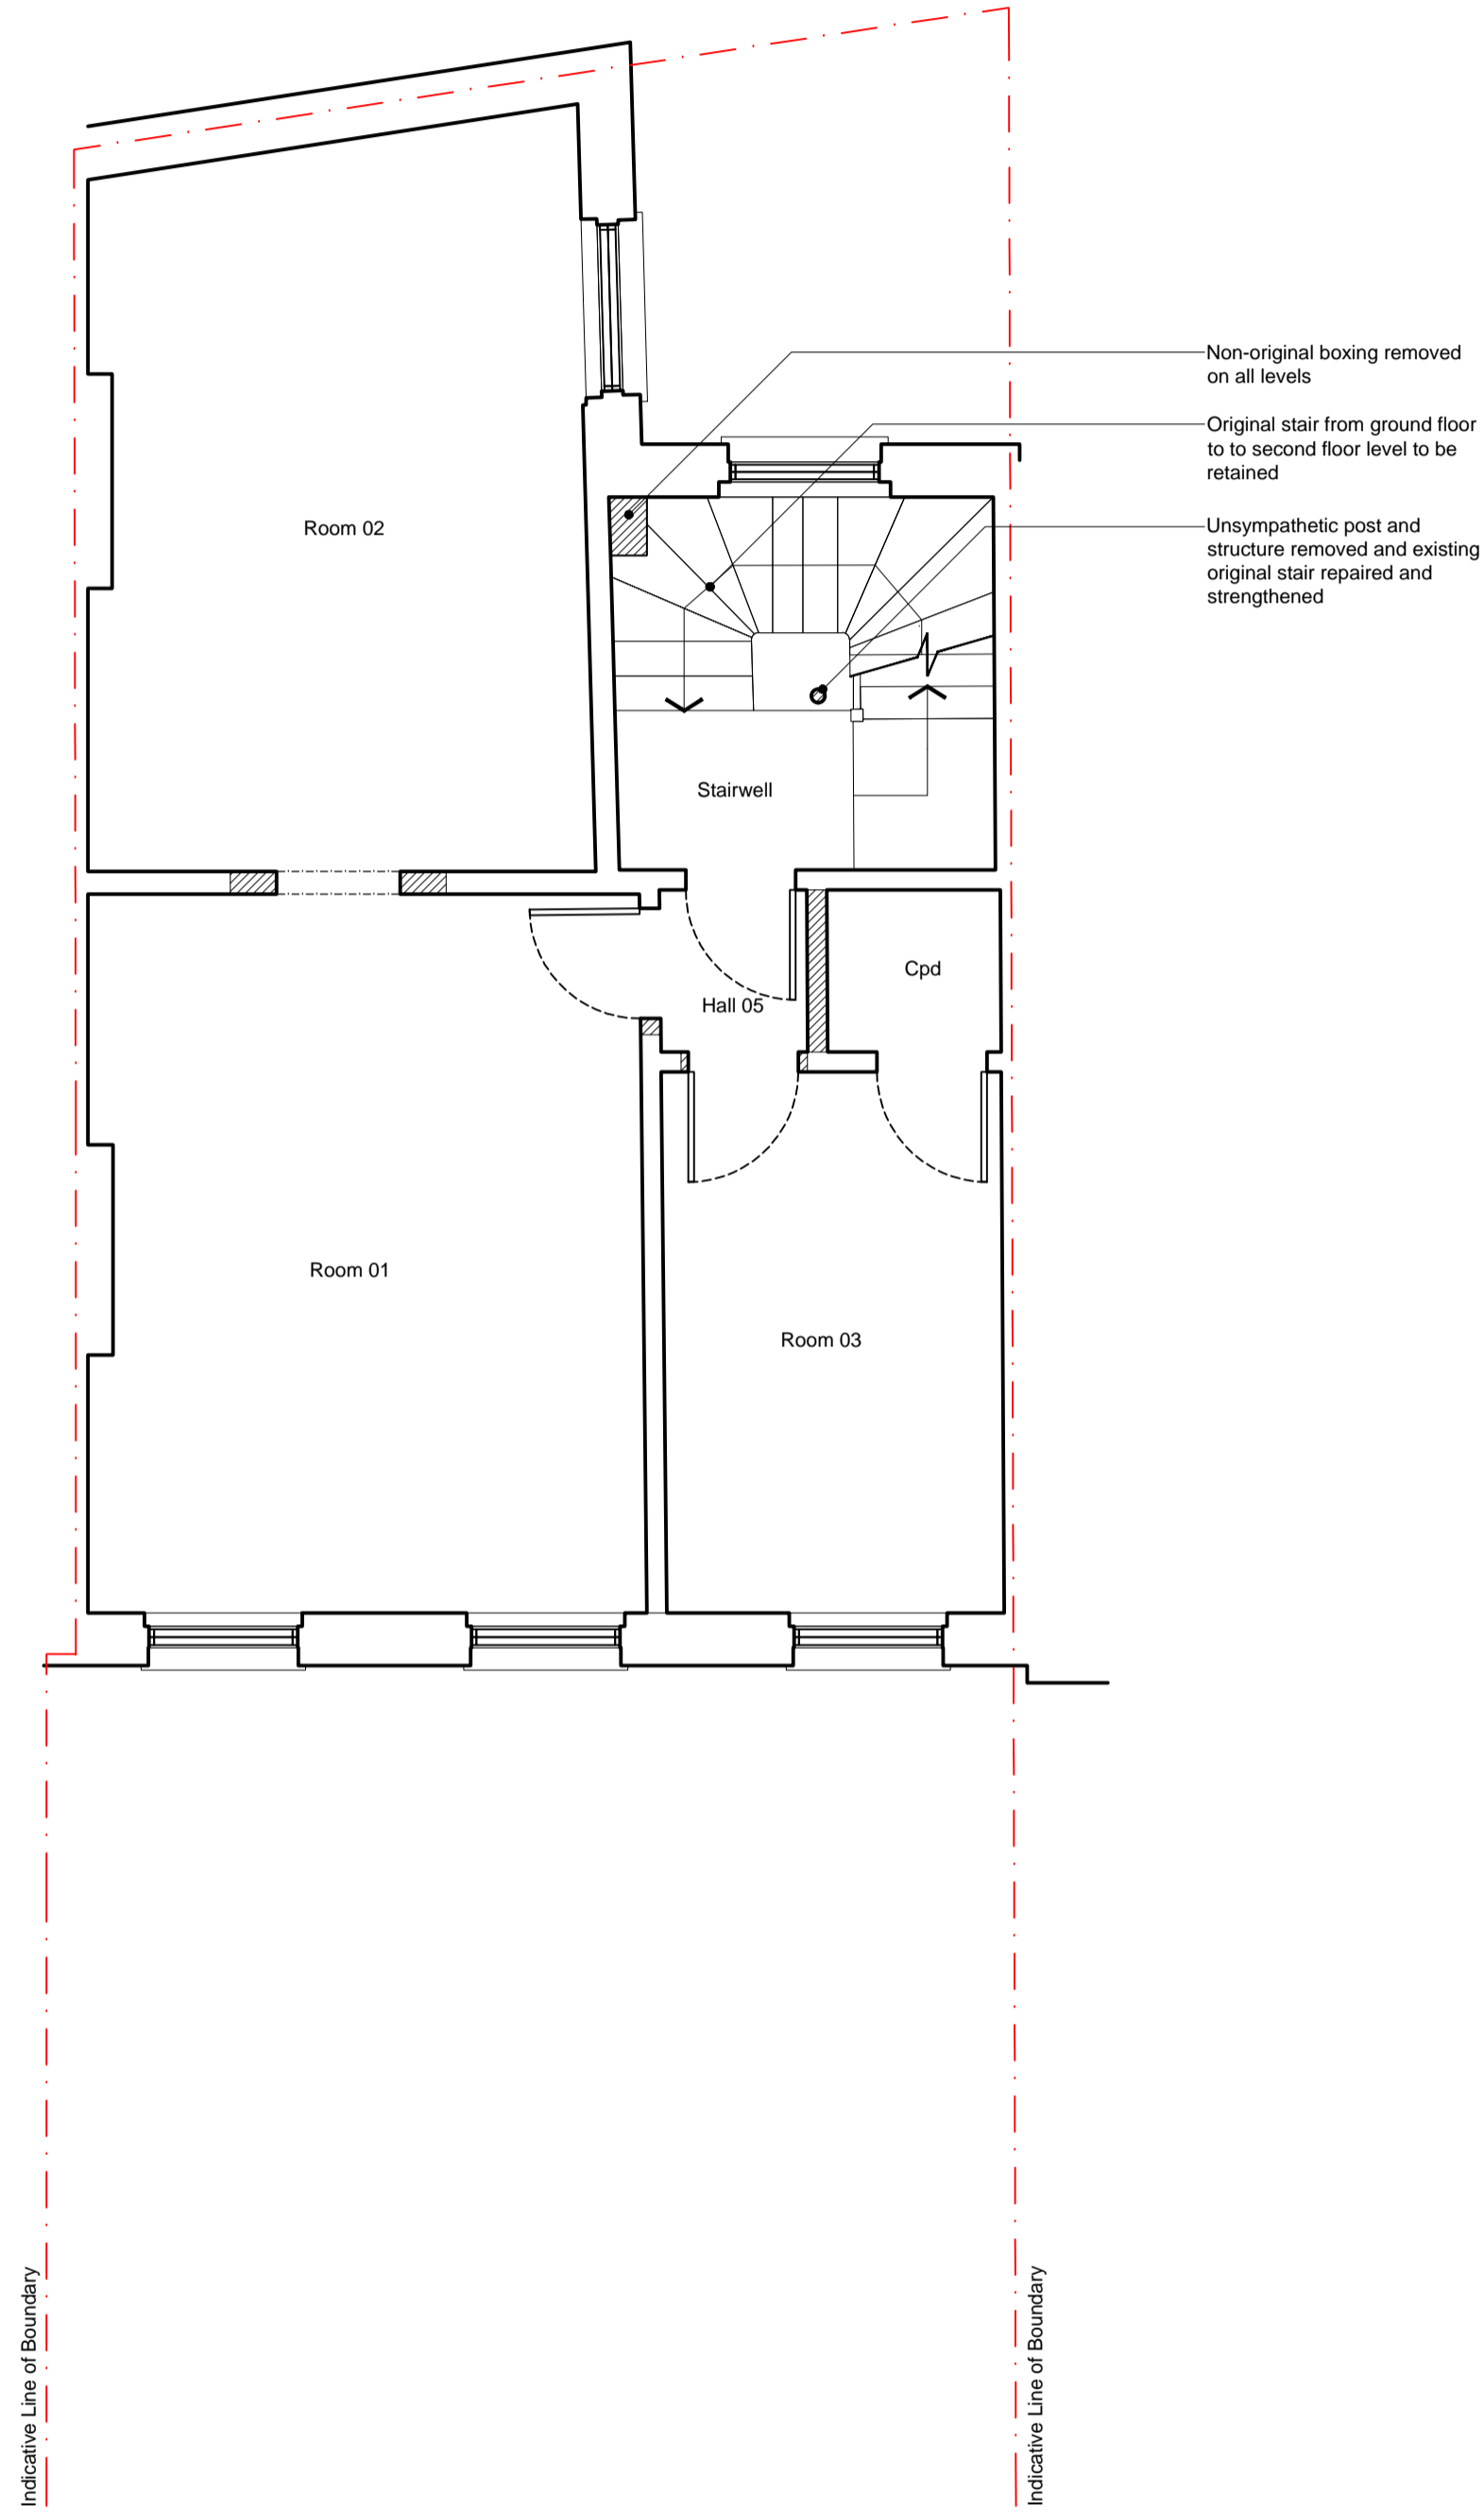 Non-original boxing removed
on all levels
Original stair from ground floor
to to second floor level to be
retained
Unsympathetic post and
structure removed and existing
original stair repaired and
strengthened
Room 02
Stairwell
Cpd
Hall 05
Room 01
Room 03
Indicative Line of Boundary
Indicative Line of Boundary